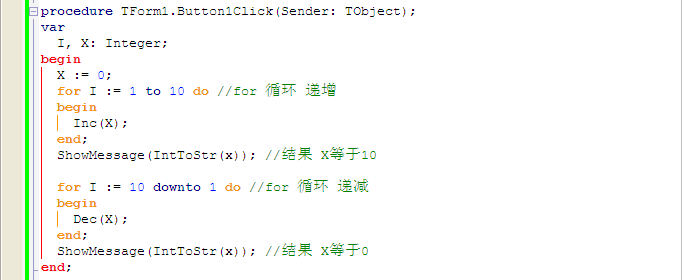 procedure TForm1.Button1Click(Sender: TObject);
var
I, X: Integer;
begin
X := 0;
for I := 1 to 10 do //for 循环 递增
begin
Inc(X);
end;
ShowMessage(IntToStr(x)); //结果 X等于10
for I := 10 downto 1 do //for 循环 递减
begin
Dec(X);
end;
ShowMessage(IntToStr(x)); //结果 X等于0
end;